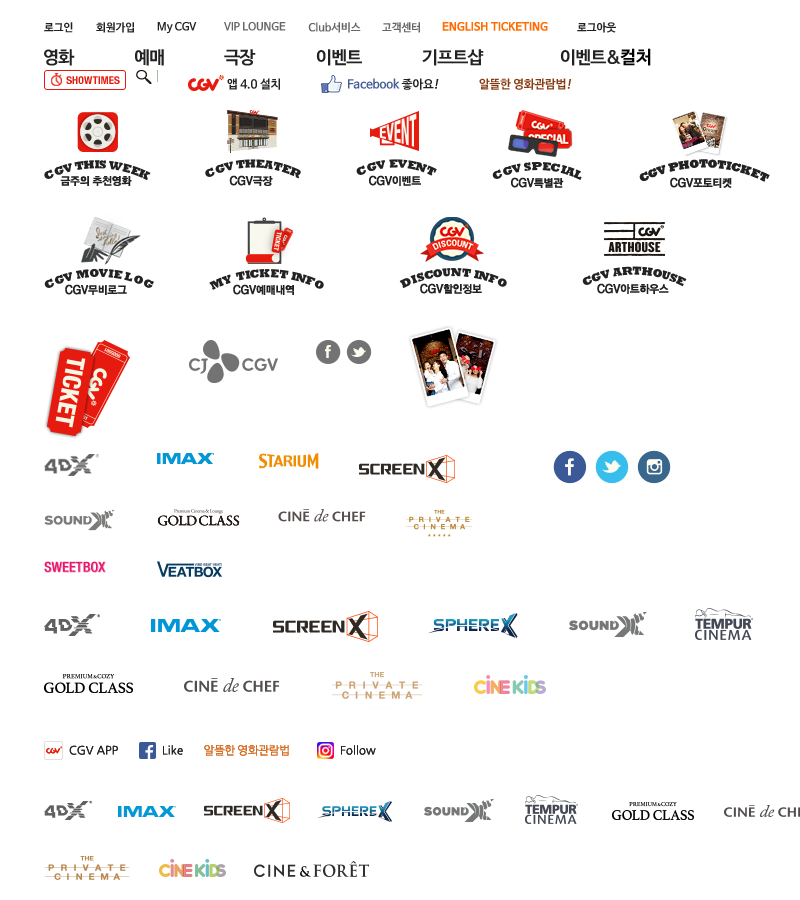 로그인 회원가입 My CGV VIP LOUNGE Club서비스 고객센터 ENGLISH TICKETING 로그아웃
영화 예매 극장 이벤트 기프트샵 이벤트&컬처
SHOWTIMES CGV 앱 4.0 설치 Facebook 좋아요! 알뜰한 영화관람법!
CGV EVENT CGV SPECIAL
CGV THIS WEEK CGV THEATER CGV EVENT CGV SPECIAL CGV PHOTOTICKET
금주의 추천영화 CGV극장 CGV이벤트 CGV특별관 CGV포토티켓
TICKET CGV DISCOUNT CGV ARTHOUSE
CGV MOVIE LOG MY TICKET INFO DISCOUNT INFO CGV ARTHOUSE
CGV무비로그 CGV예매내역 CGV할인정보 CGV아트하우스
TICKET CGV CJ CGV
4DX IMAX STARIUM SCREENX
SOUNDX Premium Cinema & Lounge GOLD CLASS CINÉ de CHEF THE PRIVATE CINEMA
SWEETBOX VEATBOX
4DX IMAX SCREENX SPHEREX SOUNDX TEMPUR CINEMA
PREMIUM&COZY GOLD CLASS CINÉ de CHEF THE PRIVATE CINEMA CINE KIDS
CGV CGV APP Like 알뜰한 영화관람법 Follow
4DX IMAX SCREENX SPHEREX SOUNDX TEMPUR CINEMA PREMIUM&COZY GOLD CLASS CINÉ de CHE
THE PRIVATE CINEMA CINE KIDS CINE & FORÊT